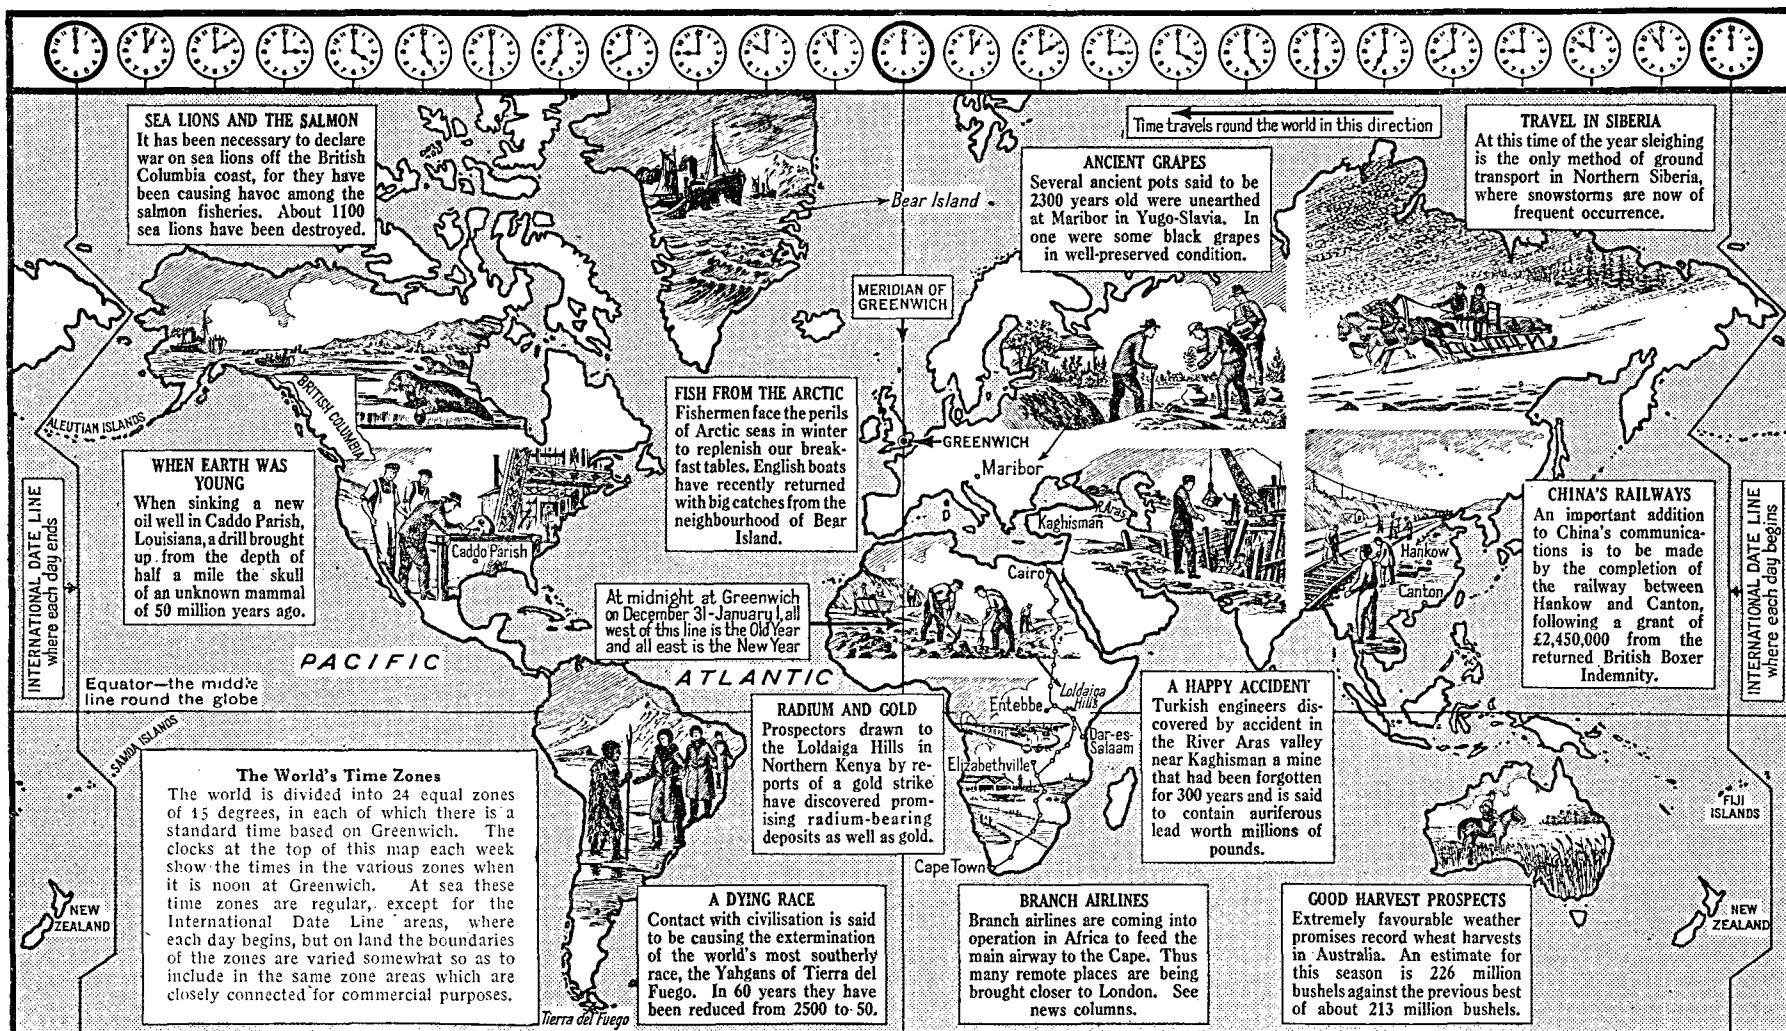 SEA LIONS AND THE SALMON
It has been necessary to declare
war on sea lions off the British
Columbia coast, for they have
been causing havoc among the
salmon fisheries. About 1100
sea lions have been destroyed.
Time travels round the world in this direction
ANCIENT GRAPES
Several ancient pots said to be
2300 years old were unearthed
at Maribor in Yugo-Slavia. In
one were some black grapes
in well-preserved condition.
TRAVEL IN SIBERIA
At this time of the year sleighing
is the only method of ground
transport in Northern Siberia,
where snowstorms are now of
frequent occurrence.
Bear Island
MERIDIAN OF
GREENWICH
ALEUTIAN ISLANDS
BRITISH COLUMBIA
FISH FROM THE ARCTIC
Fishermen face the perils
of Arctic seas in winter
to replenish our break-
fast tables. English boats
have recently returned
with big catches from the
neighbourhood of Bear
Island.
GREENWICH
Maribor
WHEN EARTH WAS
YOUNG
When sinking a new
oil well in Caddo Parish,
Louisiana, a drill brought
up from the depth of
half a mile the skull
of an unknown mammal
of 50 million years ago.
INTERNATIONAL DATE LINE
where each day ends
Caddo Parish
Kaghisman
R.Aras
Cairo
Hankow
Canton
CHINA'S RAILWAYS
An important addition
to China's communica-
tions is to be made
by the completion of
the railway between
Hankow and Canton,
following a grant of
£2,450,000 from the
returned British Boxer
Indemnity.
INTERNATIONAL DATE LINE
where each day begins
At midnight at Greenwich
on December 31-January 1, all
west of this line is the Old Year
and all east is the New Year
PACIFIC
ATLANTIC
Equator—the middle
line round the globe
SAMOA ISLANDS
RADIUM AND GOLD
Prospectors drawn to
the Loldaiga Hills in
Northern Kenya by re-
ports of a gold strike
have discovered prom-
ising radium-bearing
deposits as well as gold.
Loldaiga
Hills
Entebbe
Dar-es-
Salaam
Elizabethville
Cape Town
A HAPPY ACCIDENT
Turkish engineers dis-
covered by accident in
the River Aras valley
near Kaghisman a mine
that had been forgotten
for 300 years and is said
to contain auriferous
lead worth millions of
pounds.
FIJI
ISLANDS
The World's Time Zones
The world is divided into 24 equal zones
of 15 degrees, in each of which there is a
standard time based on Greenwich. The
clocks at the top of this map each week
show the times in the various zones when
it is noon at Greenwich. At sea these
time zones are regular, except for the
International Date Line areas, where
each day begins, but on land the boundaries
of the zones are varied somewhat so as to
include in the same zone areas which are
closely connected for commercial purposes.
NEW
ZEALAND
A DYING RACE
Contact with civilisation is said
to be causing the extermination
of the world's most southerly
race, the Yahgans of Tierra del
Fuego. In 60 years they have
been reduced from 2500 to 50.
Tierra del Fuego
BRANCH AIRLINES
Branch airlines are coming into
operation in Africa to feed the
main airway to the Cape. Thus
many remote places are being
brought closer to London. See
news columns.
GOOD HARVEST PROSPECTS
Extremely favourable weather
promises record wheat harvests
in Australia. An estimate for
this season is 226 million
bushels against the previous best
of about 213 million bushels.
NEW
ZEALAND